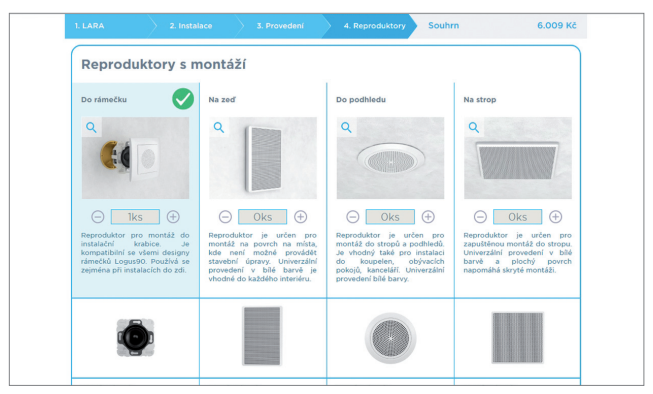 1. LARA
2. Instalace
3. Provedení
4. Reproduktory
Souhrn
6.009 Kč
Reproduktory s montáží
Do rámečku
Na zeď
Do podhledu
Na strop
1ks
0ks
0ks
0ks
Reproduktor pro montáž do
instalační krabice. Je
kompatibilní se všemi designy
rámečků Logus90. Používá se
zejména při instalacích do zdi.
Reproduktor je určen pro
montáž na povrch na místa,
kde není možné provádět
stavební úpravy. Univerzální
provedení v bílé barvě je
vhodné do každého interiéru.
Reproduktor je určen pro
montáž do stropů a podhledů.
Je vhodný také pro instalaci
do koupelen, obývacích
pokojů, kanceláří. Univerzální
provedení bílé barvy.
Reproduktor je určen pro
zapuštěnou montáž do stropu.
Univerzální provedení v bílé
barvě a plochý povrch
napomáhá skryté montáži.